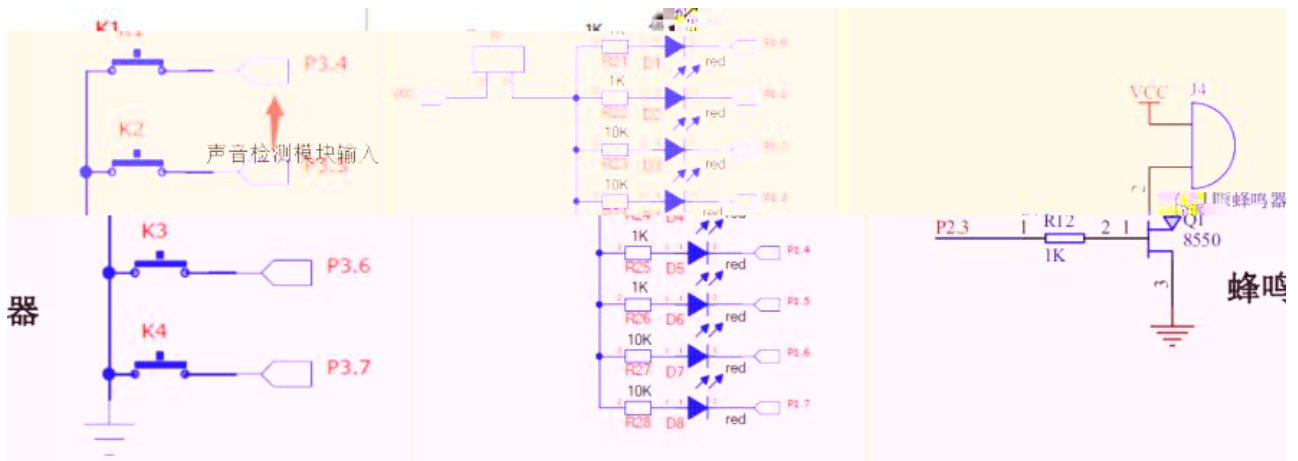 K1
P3.4
K2
声音检测模块输入
P3.5
K3
P3.6
K4
P3.7
器
1K
R21 D1 red
1K
D2
10K
red
10K
red
D4
1K
R25 D5 red P1.4
1K
R26 D6 red P1.5
10K
R27 D7 red P1.6
10K
R28 D8 red P1.7
VCC
J4
2
蜂鸣器
P2.3
1 R12 2 1
1K
Q1
8550
3
蜂鸣